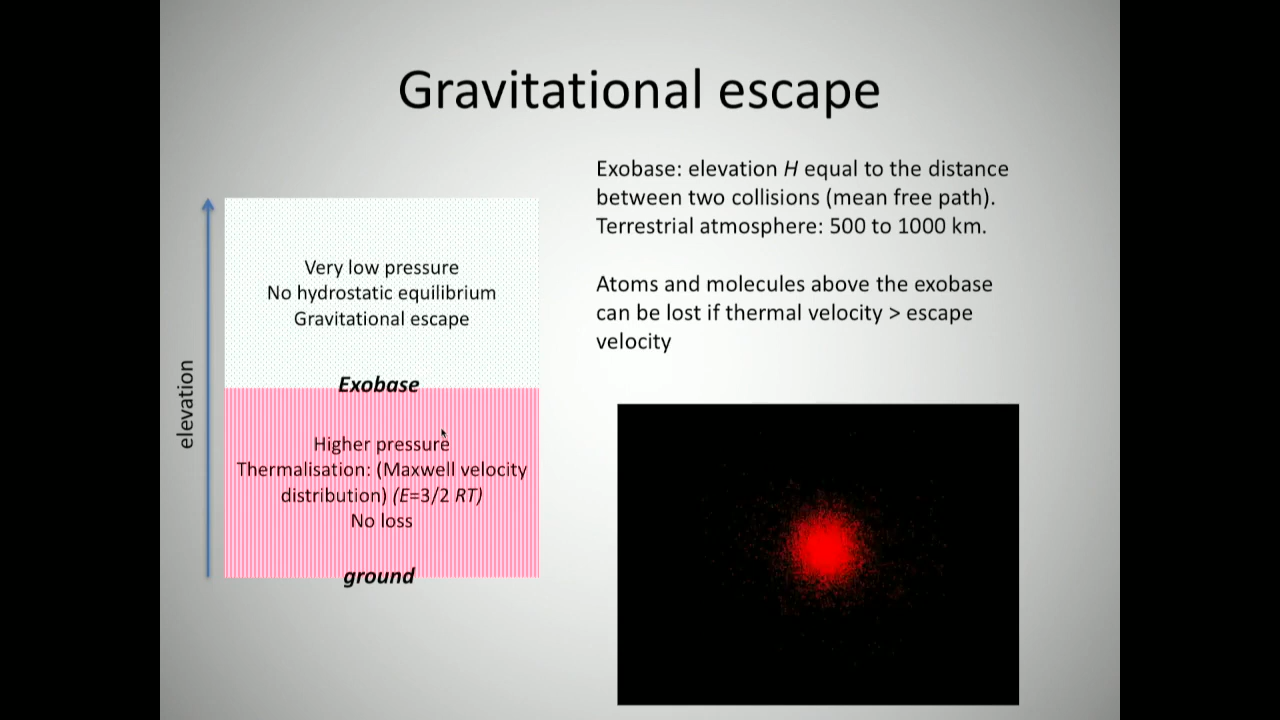 Gravitational escape
Exobase: elevation H equal to the distance
between two collisions (mean free path).
Terrestrial atmosphere: 500 to 1000 km.
Atoms and molecules above the exobase
can be lost if thermal velocity > escape
velocity
elevation
Very low pressure
No hydrostatic equilibrium
Gravitational escape
Exobase
Higher pressure
Thermalisation: (Maxwell velocity
distribution) (E=3/2 RT)
No loss
ground